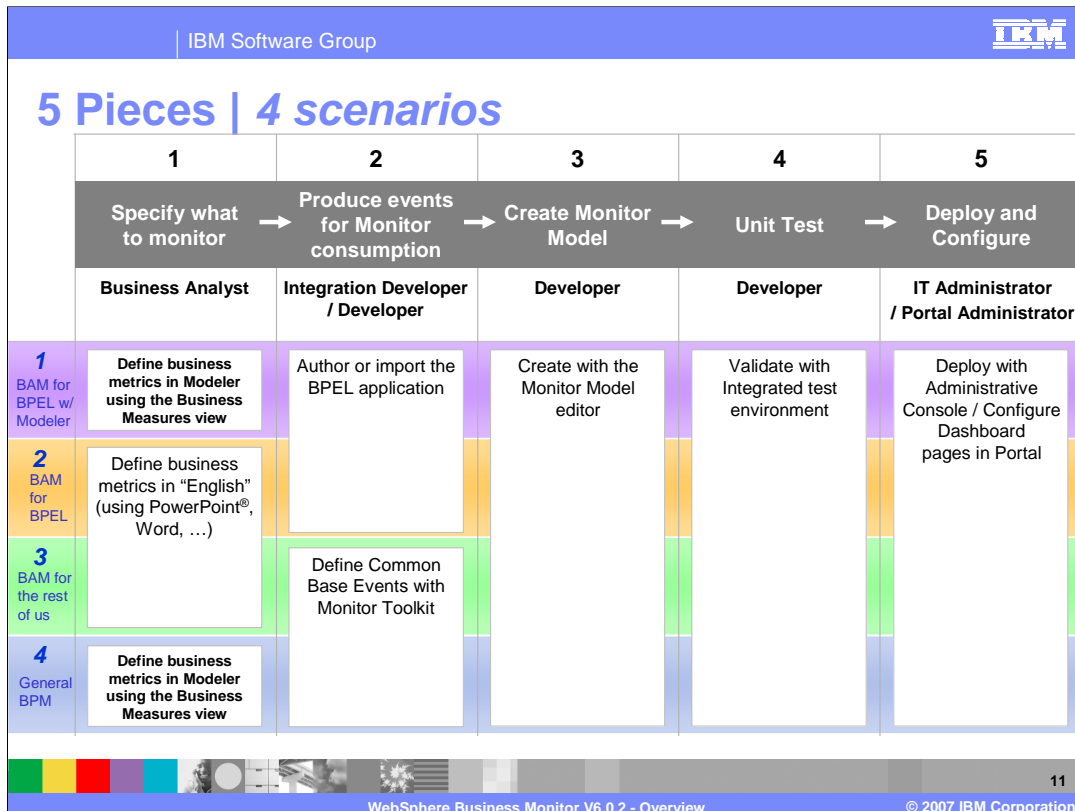 IBM Software Group
IBM
5 Pieces | 4 scenarios
1
2
3
4
5
Specify what
to monitor
Produce events
for Monitor
consumption
Create Monitor
Model
Unit Test
Deploy and
Configure
Business Analyst
Integration Developer
/ Developer
Developer
Developer
IT Administrator
/ Portal Administrator
1
BAM for
BPEL w/
Modeler
Define business
metrics in Modeler
using the Business
Measures view
Author or import the
BPEL application
Create with the
Monitor Model
editor
Validate with
Integrated test
environment
Deploy with
Administrative
Console / Configure
Dashboard
pages in Portal
2
BAM
for
BPEL
Define business
metrics in “English”
(using PowerPoint®,
Word, …)
3
BAM for
the rest
of us
Define Common
Base Events with
Monitor Toolkit
4
General
BPM
Define business
metrics in Modeler
using the Business
Measures view
11
WebSphere Business Monitor V6.0.2 - Overview
© 2007 IBM Corporation